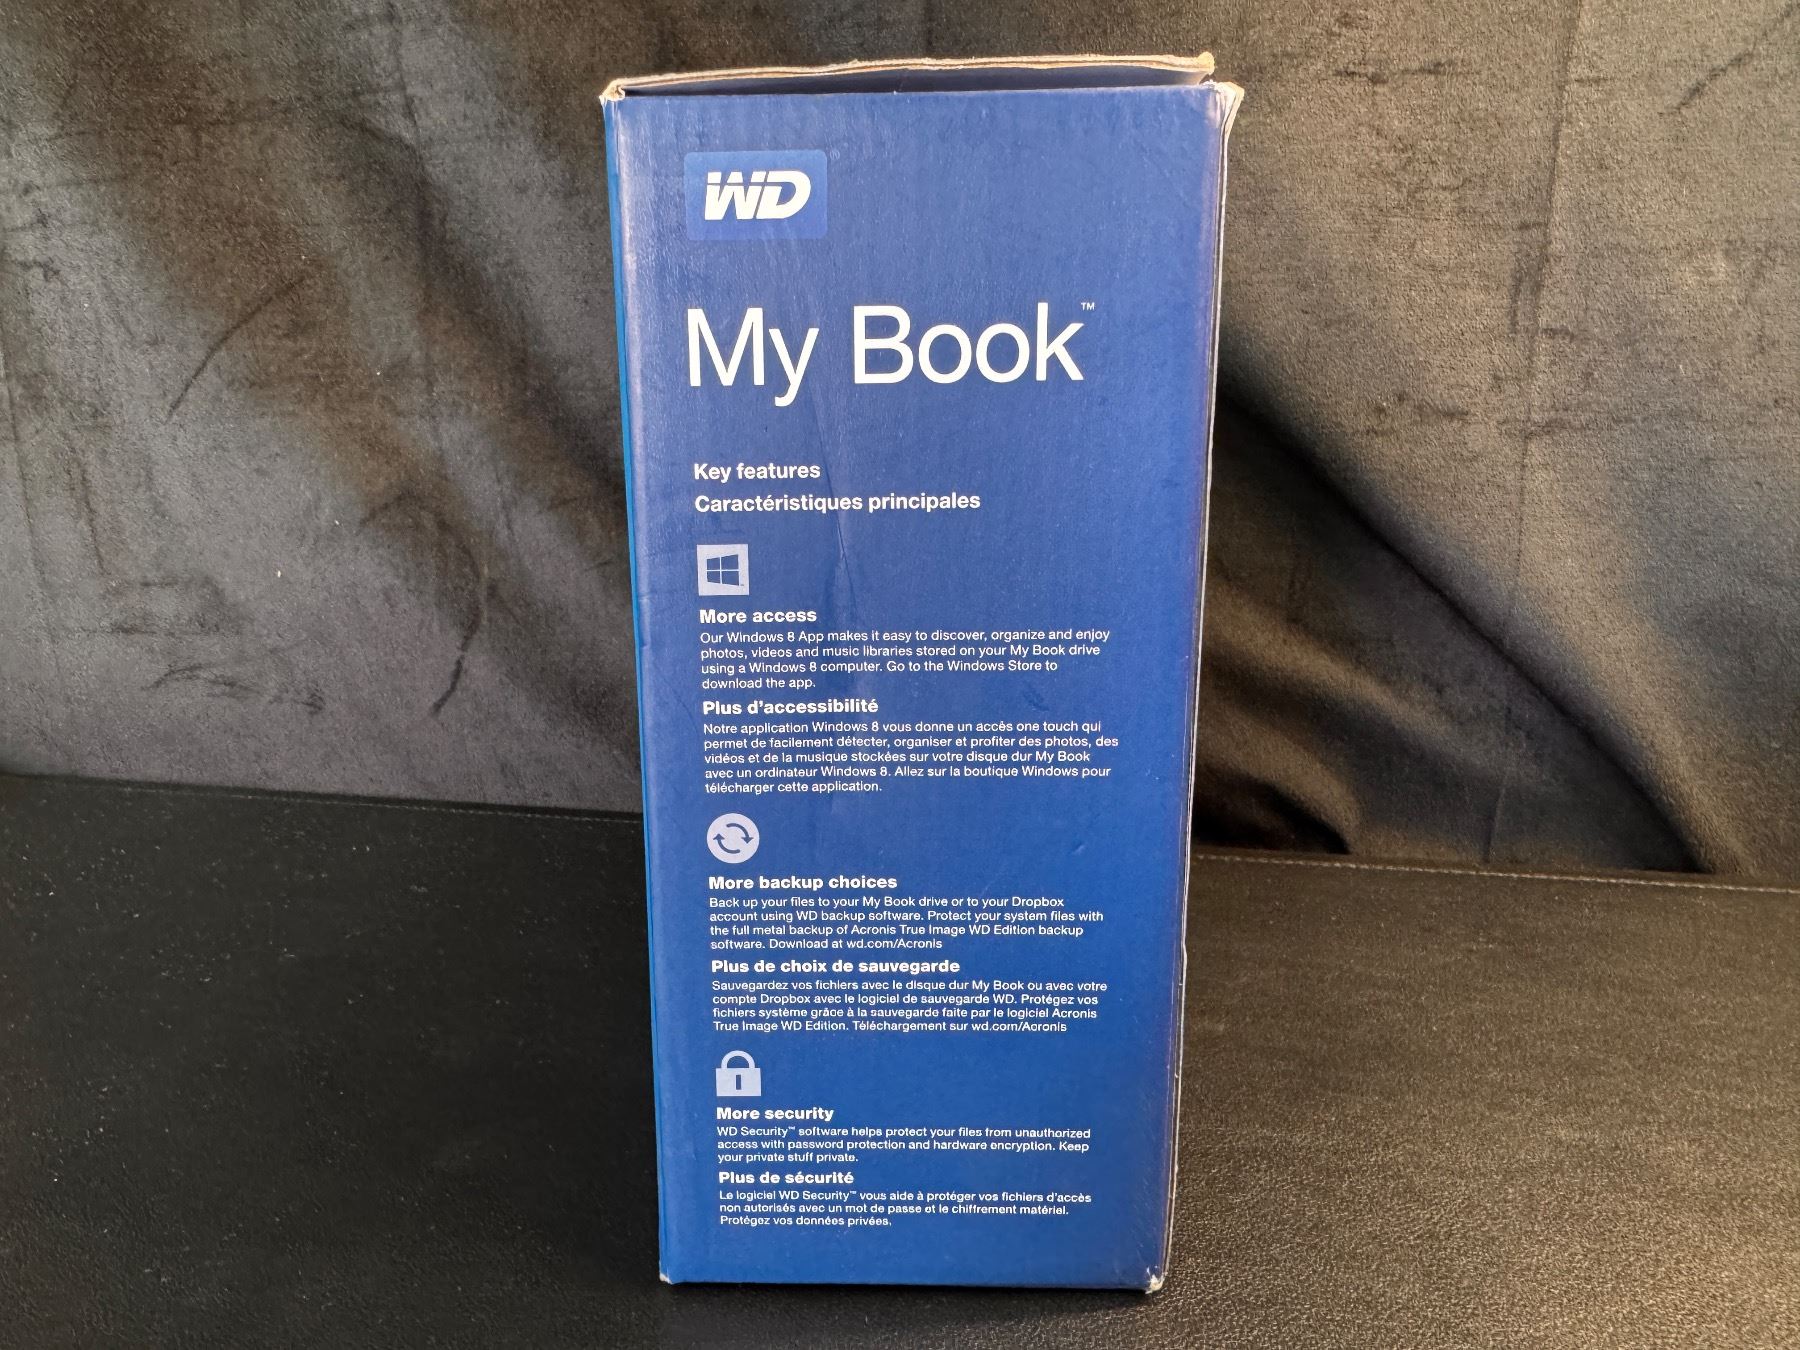 WD®
My Book™
Key features
Caractéristiques principales
More access
Our Windows 8 App makes it easy to discover, organize and enjoy
photos, videos and music libraries stored on your My Book drive
using a Windows 8 computer. Go to the Windows Store to
download the app.
Plus d'accessibilité
Notre application Windows 8 vous donne un accès one touch qui
permet de facilement détecter, organiser et profiter des photos, des
vidéos et de la musique stockées sur votre disque dur My Book
avec un ordinateur Windows 8. Allez sur la boutique Windows pour
télécharger cette application.
More backup choices
Back up your files to your My Book drive or to your Dropbox
account using WD backup software. Protect your system files with
the full metal backup of Acronis True Image WD Edition backup
software. Download at wd.com/Acronis
Plus de choix de sauvegarde
Sauvegardez vos fichiers avec le disque dur My Book ou avec votre
compte Dropbox avec le logiciel de sauvegarde WD. Protégez vos
fichiers système grâce à la sauvegarde faite par le logiciel Acronis
True Image WD Edition. Téléchargement sur wd.com/Acronis
More security
WD Security™ software helps protect your files from unauthorized
access with password protection and hardware encryption. Keep
your private stuff private.
Plus de sécurité
Le logiciel WD Security™ vous aide à protéger vos fichiers d'accès
non autorisés avec un mot de passe et le chiffrement matériel.
Protégez vos données privées.